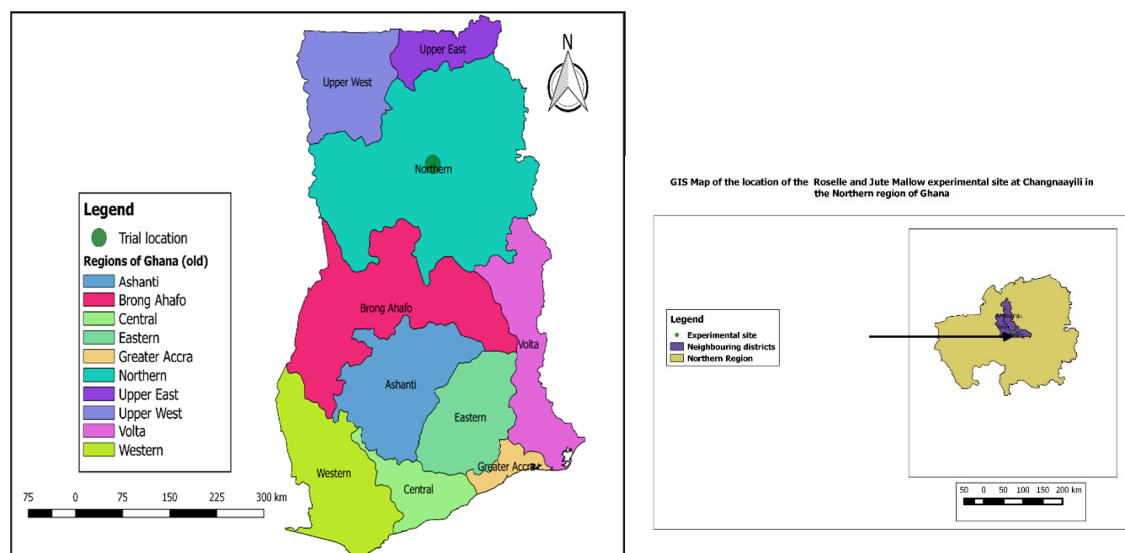 N
Upper East
Upper West
Northern
Brong Ahafo
Volta
Ashanti
Eastern
Greater Accra
Western
Central
Legend
Trial location
Regions of Ghana (old)
Ashanti
Brong Ahafo
Central
Eastern
Greater Accra
Northern
Upper East
Upper West
Volta
Western
75 0 75 150 225 300 km
GIS Map of the location of the Roselle and Jute Mallow experimental site at Changnaayili in
the Northern region of Ghana
Legend
Experimental site
Neighbouring districts
Northern Region
50 0 50 100 150 200 km